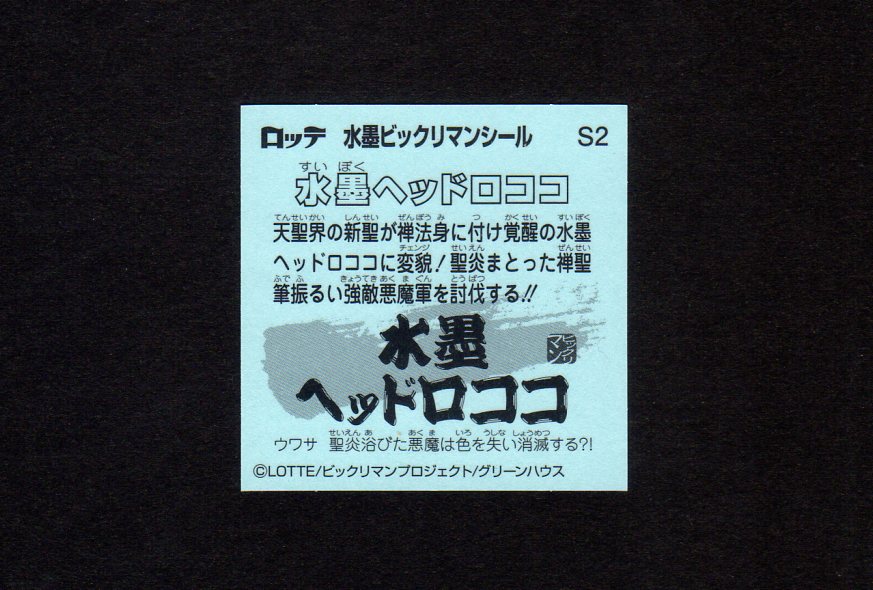 ロッテ 水墨ビックリマンシール S2
すい ぼく
水墨ヘッドロココ
てんせいかい しんせい ぜんぽう み つ かくせい すいぼく
天聖界の新聖が禅法身に付け覚醒の水墨
チェンジ せいえん ぜんせい
ヘッドロココに変貌!聖炎まとった禅聖
ふで ふ きょうてき あく ま ぐん とうばつ
筆振るい強敵悪魔軍を討伐する!!
水墨
ビックリマン
ヘッドロココ
せいえん あ あく ま いろ うしな しょうめつ
ウワサ 聖炎浴びた悪魔は色を失い消滅する?!
©LOTTE/ビックリマンプロジェクト/グリーンハウス